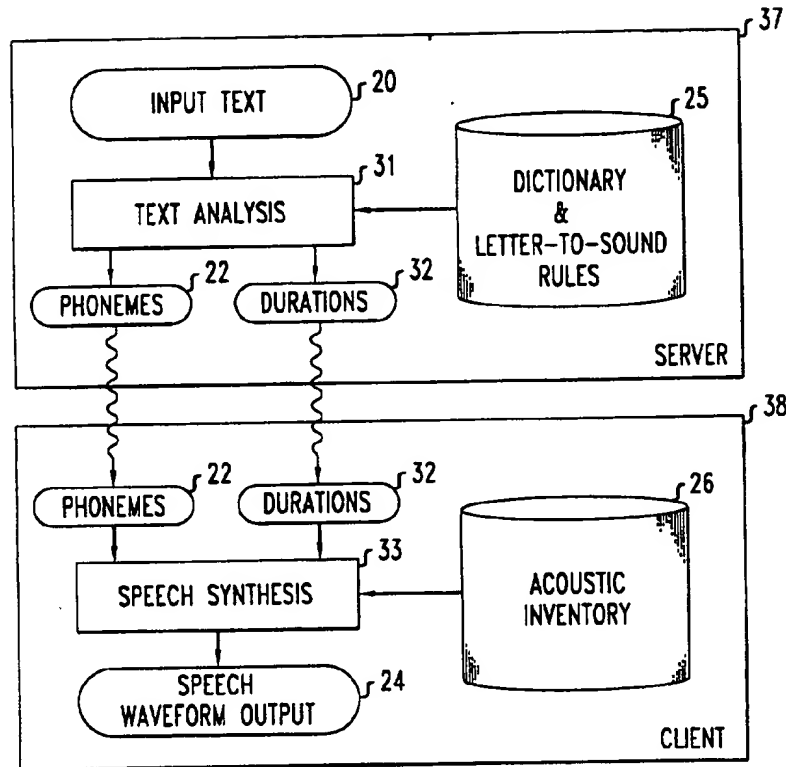 37
INPUT TEXT
20
25
31
TEXT ANALYSIS
DICTIONARY
&
LETTER-TO-SOUND
RULES
22
32
PHONEMES
DURATIONS
SERVER
38
22
32
PHONEMES
DURATIONS
26
33
SPEECH SYNTHESIS
ACOUSTIC
INVENTORY
SPEECH
WAVEFORM OUTPUT
24
CLIENT